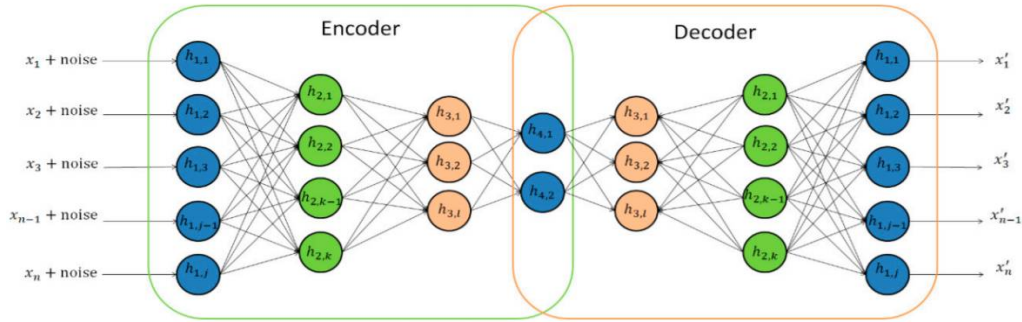 Encoder
Decoder
x₁ + noise
x₂ + noise
x₃ + noise
xₙ₋₁ + noise
xₙ + noise
h₁,₁
h₁,₂
h₁,₃
h₁,ⱼ₋₁
h₁,ⱼ
h₂,₁
h₂,₂
h₂,ₖ₋₁
h₂,ₖ
h₃,₁
h₃,₂
h₃,ₗ
h₄,₁
h₄,₂
h₃,₁
h₃,₂
h₃,ₗ
h₂,₁
h₂,₂
h₂,ₖ₋₁
h₂,ₖ
h₁,₁
h₁,₂
h₁,₃
h₁,ⱼ₋₁
h₁,ⱼ
x′₁
x′₂
x′₃
x′ₙ₋₁
x′ₙ